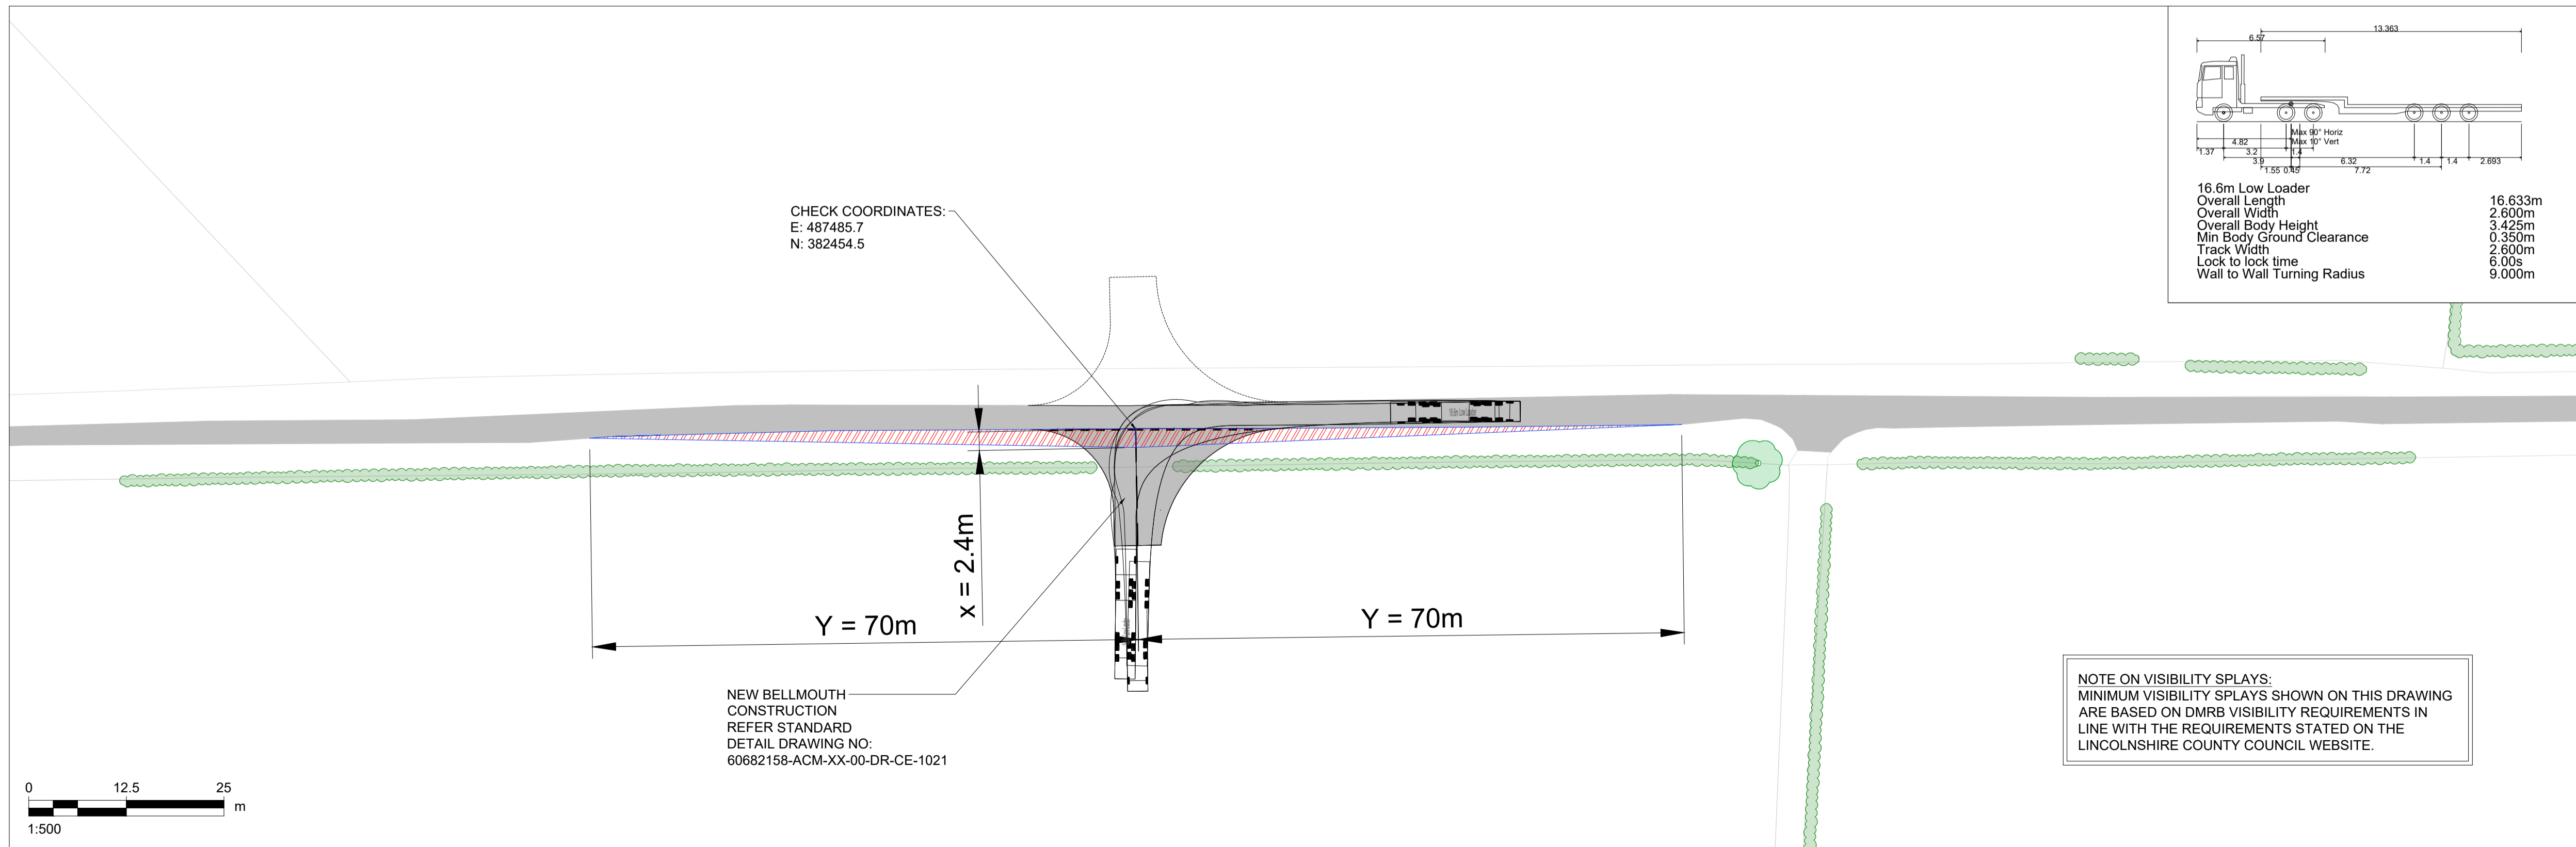 13.363
6.57
Max 90° Horiz
Max 10° Vert
4.82
1.37
3.2
1.4
3.9
6.32
1.4
1.4
2.693
1.55
0.45
7.72
16.6m Low Loader
Overall Length 16.633m
Overall Width 2.600m
Overall Body Height 3.425m
Min Body Ground Clearance 0.350m
Track Width 2.600m
Lock to lock time 6.00s
Wall to Wall Turning Radius 9.000m
CHECK COORDINATES:
E: 487485.7
N: 382454.5
16.6m Low Loader
x = 2.4m
Y = 70m
Y = 70m
NEW BELLMOUTH
CONSTRUCTION
REFER STANDARD
DETAIL DRAWING NO:
60682158-ACM-XX-00-DR-CE-1021
NOTE ON VISIBILITY SPLAYS:
MINIMUM VISIBILITY SPLAYS SHOWN ON THIS DRAWING
ARE BASED ON DMRB VISIBILITY REQUIREMENTS IN
LINE WITH THE REQUIREMENTS STATED ON THE
LINCOLNSHIRE COUNTY COUNCIL WEBSITE.
0 12.5 25
m
1:500